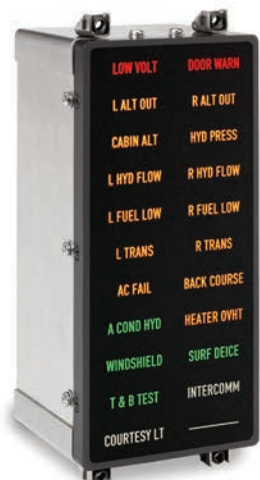 LOW VOLT DOOR WARN
L ALT OUT R ALT OUT
CABIN ALT HYD PRESS
L HYD FLOW R HYD FLOW
L FUEL LOW R FUEL LOW
L TRANS R TRANS
AC FAIL BACK COURSE
A COND HYD HEATER OVHT
WINDSHIELD SURF DEICE
T & B TEST INTERCOMM
COURTESY LT